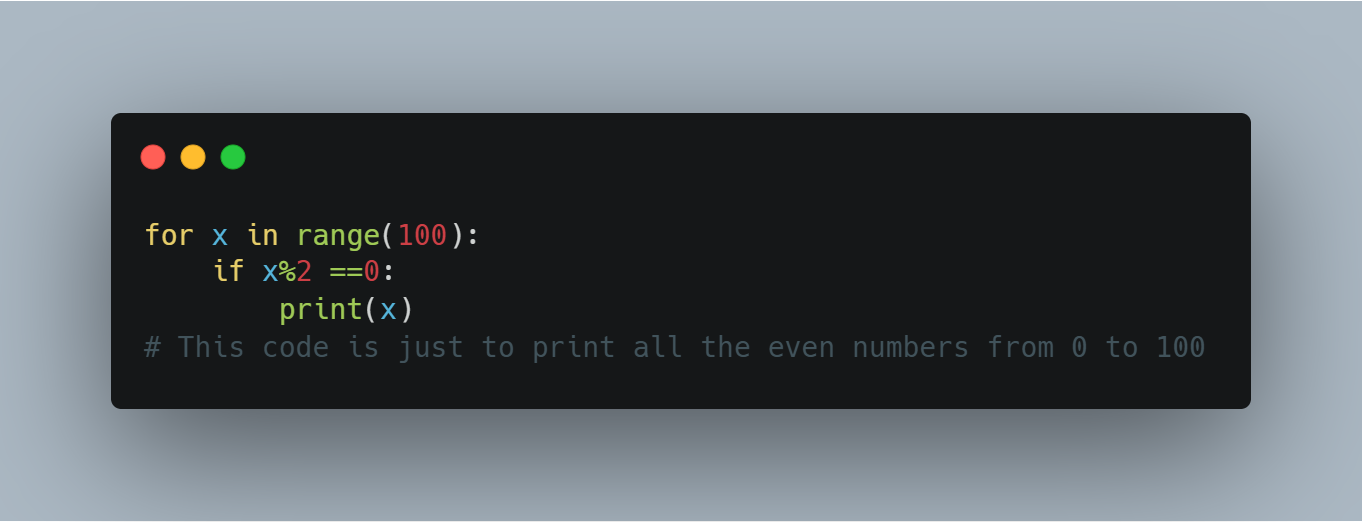 for x in range(100):
    if x%2 ==0:
        print(x)
# This code is just to print all the even numbers from 0 to 100